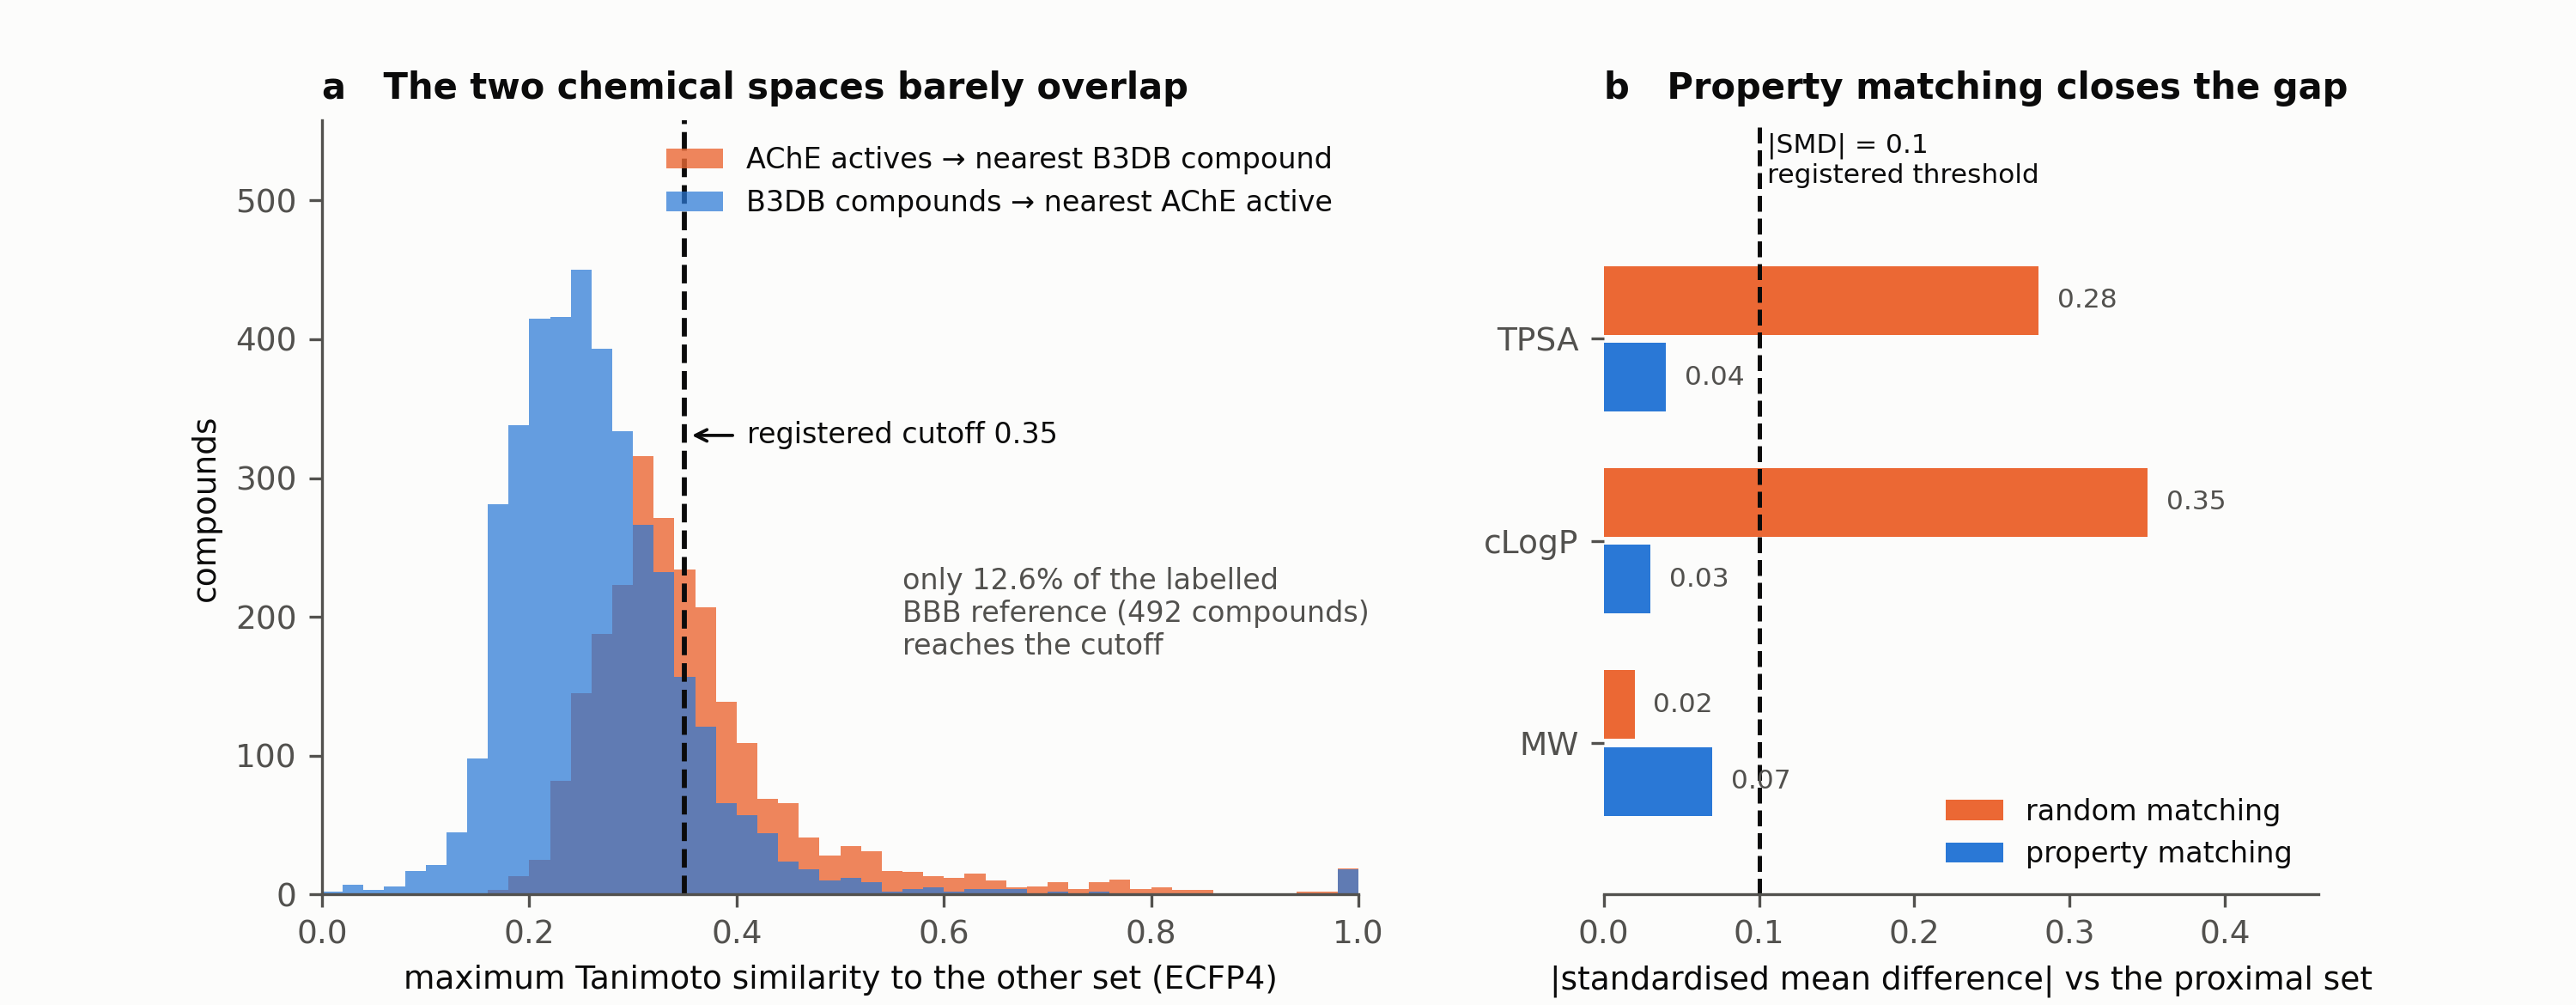 a The two chemical spaces barely overlap
AChE actives → nearest B3DB compound
B3DB compounds → nearest AChE active
500
400
300
200
100
0
compounds
registered cutoff 0.35
only 12.6% of the labelled
BBB reference (492 compounds)
reaches the cutoff
0.0 0.2 0.4 0.6 0.8 1.0
maximum Tanimoto similarity to the other set (ECFP4)
b Property matching closes the gap
|SMD| = 0.1
registered threshold
TPSA
0.28
0.04
cLogP
0.35
0.03
MW
0.02
0.07
random matching
property matching
0.0 0.1 0.2 0.3 0.4
|standardised mean difference| vs the proximal set